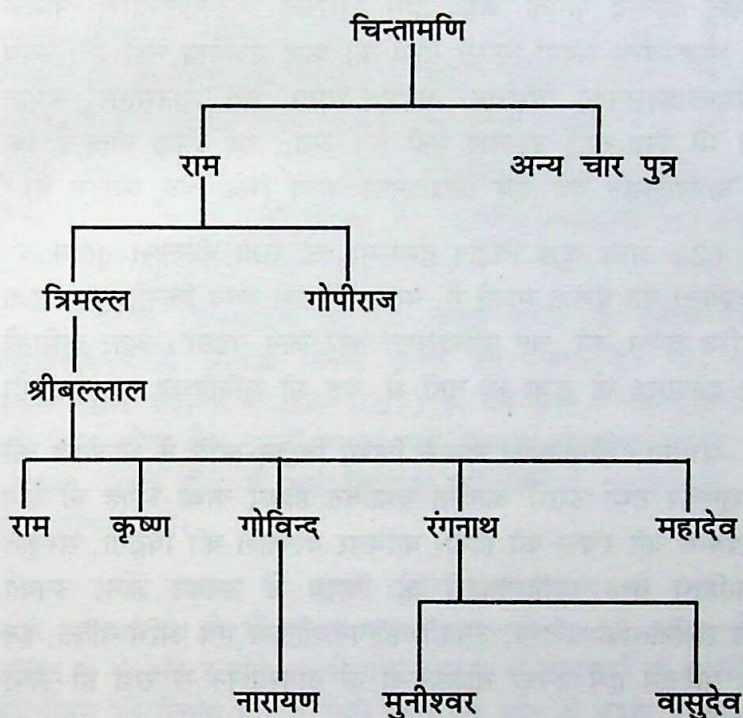 चिन्तामणि
राम अन्य चार पुत्र
त्रिमल्ल गोपीराज
श्रीबल्लाल
राम कृष्ण गोविन्द रंगनाथ महादेव
नारायण मुनीश्वर वासुदेव